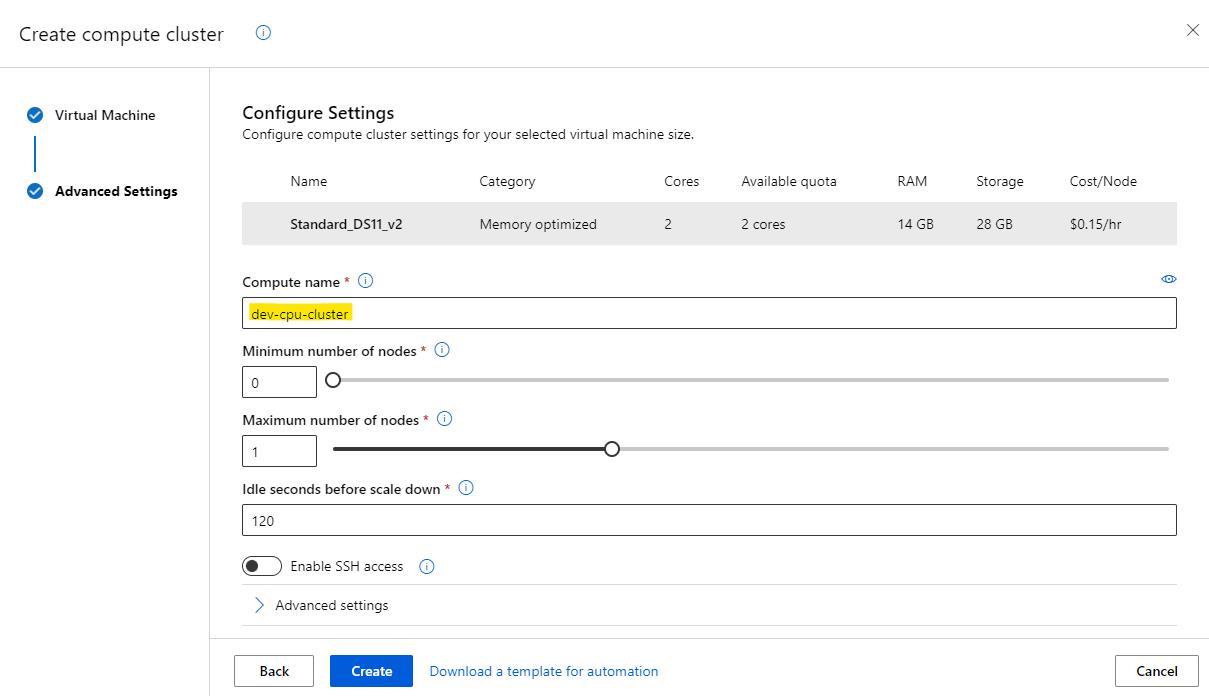 Create compute cluster
Virtual Machine
Advanced Settings
Configure Settings
Configure compute cluster settings for your selected virtual machine size.
Name Category Cores Available quota RAM Storage Cost/Node
Standard_DS11_v2 Memory optimized 2 2 cores 14 GB 28 GB $0.15/hr
Compute name *
dev-cpu-cluster
Minimum number of nodes *
0
Maximum number of nodes *
1
Idle seconds before scale down *
120
Enable SSH access
Advanced settings
Back Create Download a template for automation Cancel